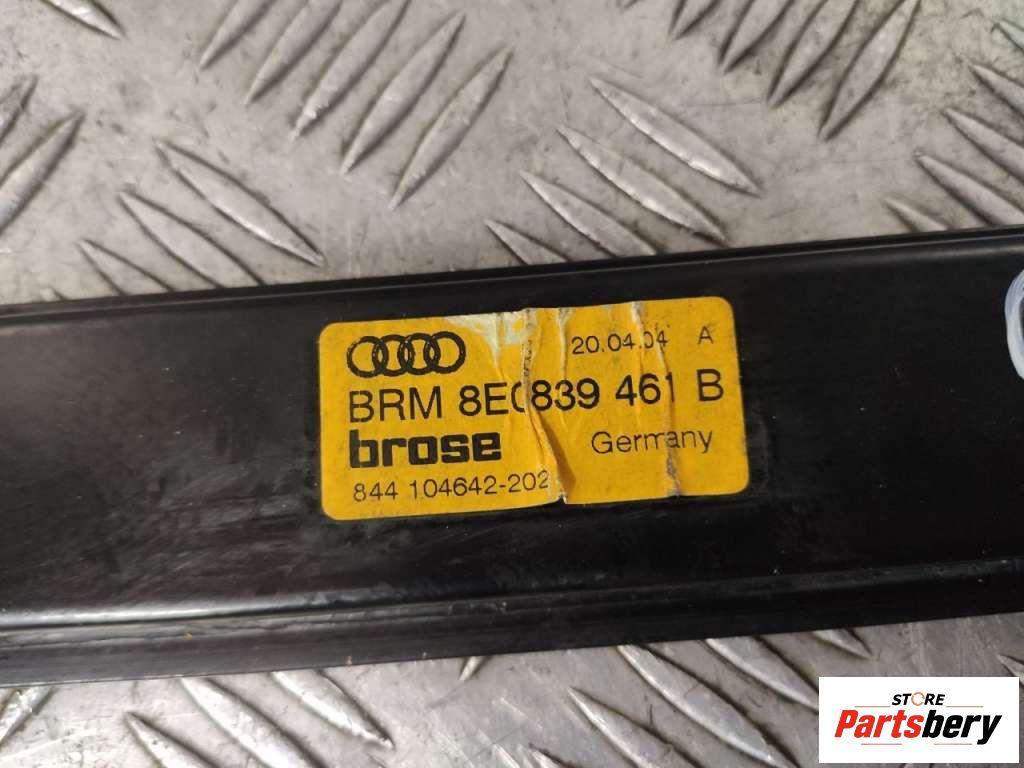 20.04.04 A
BRM 8E0839 461 B
brose Germany
844 104642-202
STORE
Partsbery